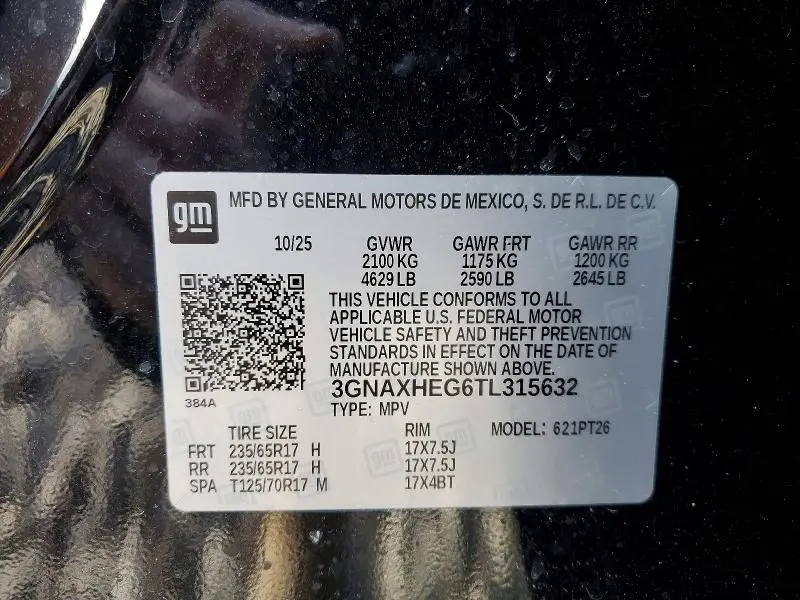 gm MFD BY GENERAL MOTORS DE MEXICO, S. DE R.L. DE C.V.
10/25 GVWR GAWR FRT GAWR RR
2100 KG 1175 KG 1200 KG
4629 LB 2590 LB 2645 LB
THIS VEHICLE CONFORMS TO ALL
APPLICABLE U.S. FEDERAL MOTOR
VEHICLE SAFETY AND THEFT PREVENTION
STANDARDS IN EFFECT ON THE DATE OF
MANUFACTURE SHOWN ABOVE.
384A
3GNAXHEG6TL315632
TYPE: MPV
TIRE SIZE RIM MODEL: 621PT26
FRT 235/65R17 H 17X7.5J
RR 235/65R17 H 17X7.5J
SPA T125/70R17 M 17X4BT